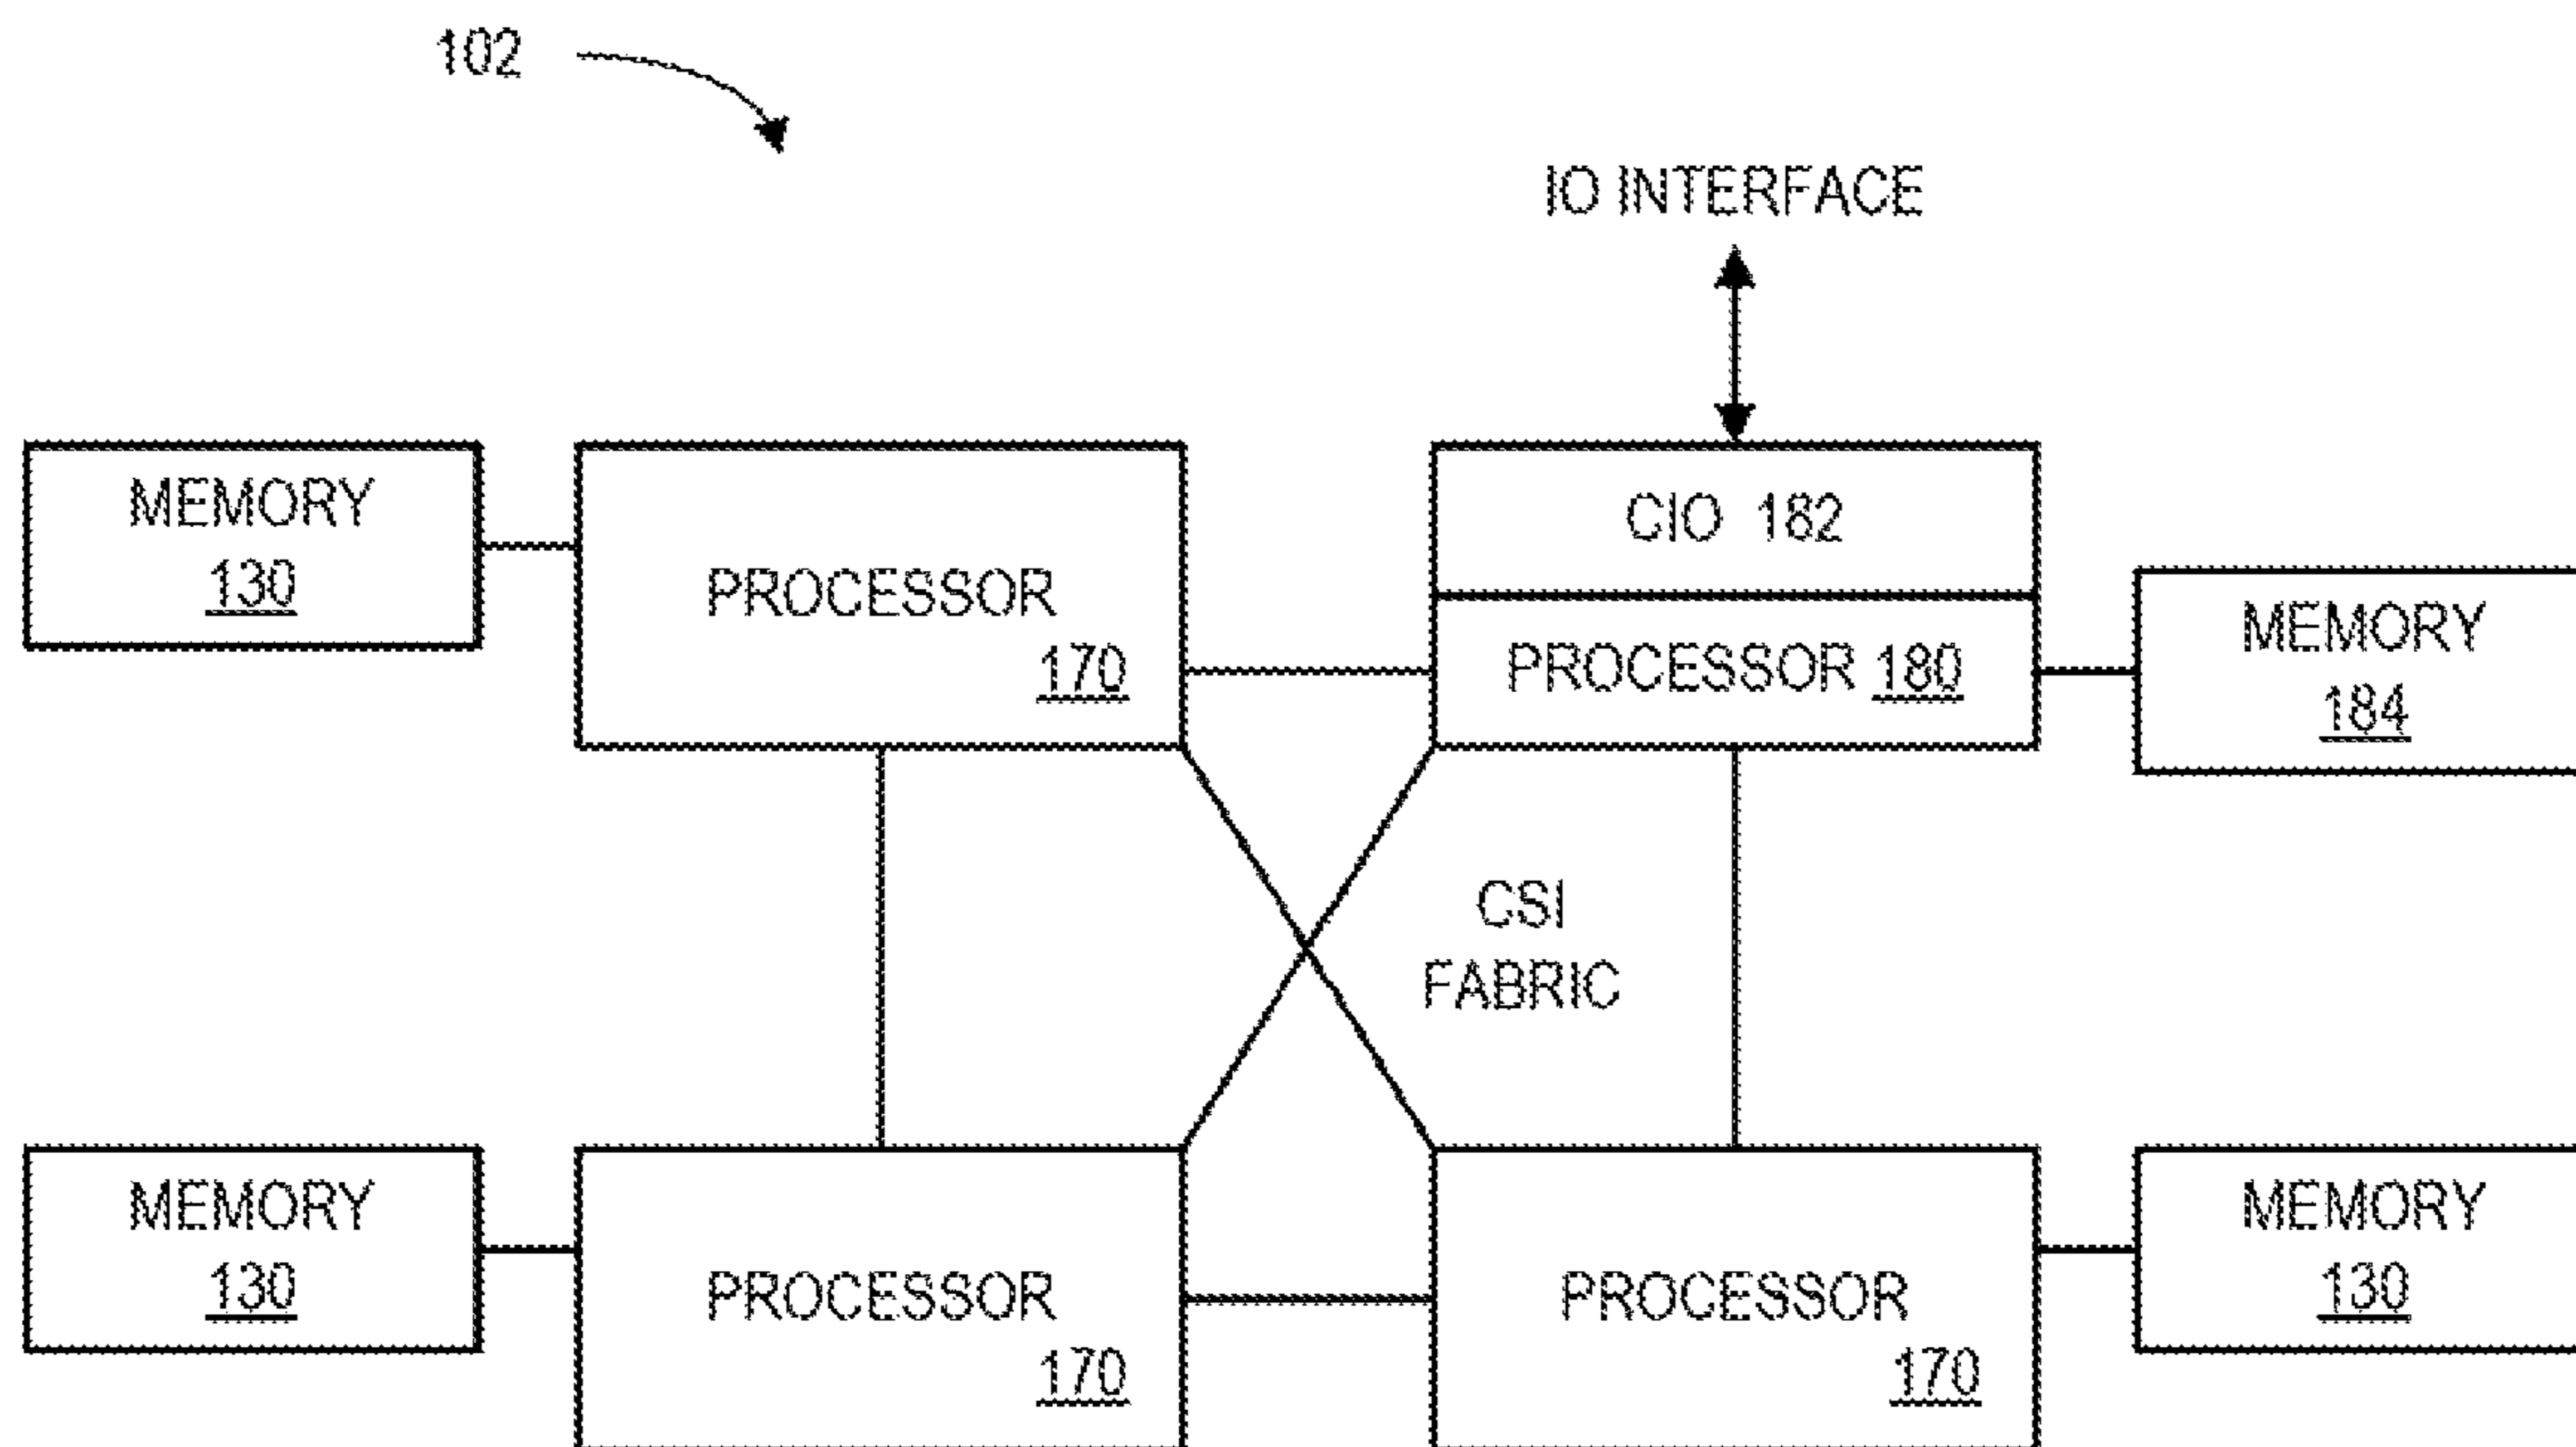 102
IO INTERFACE
MEMORY
130
PROCESSOR
170
CIO 182
PROCESSOR 180
MEMORY
184
CSI
FABRIC
MEMORY
130
PROCESSOR
170
PROCESSOR
170
MEMORY
130